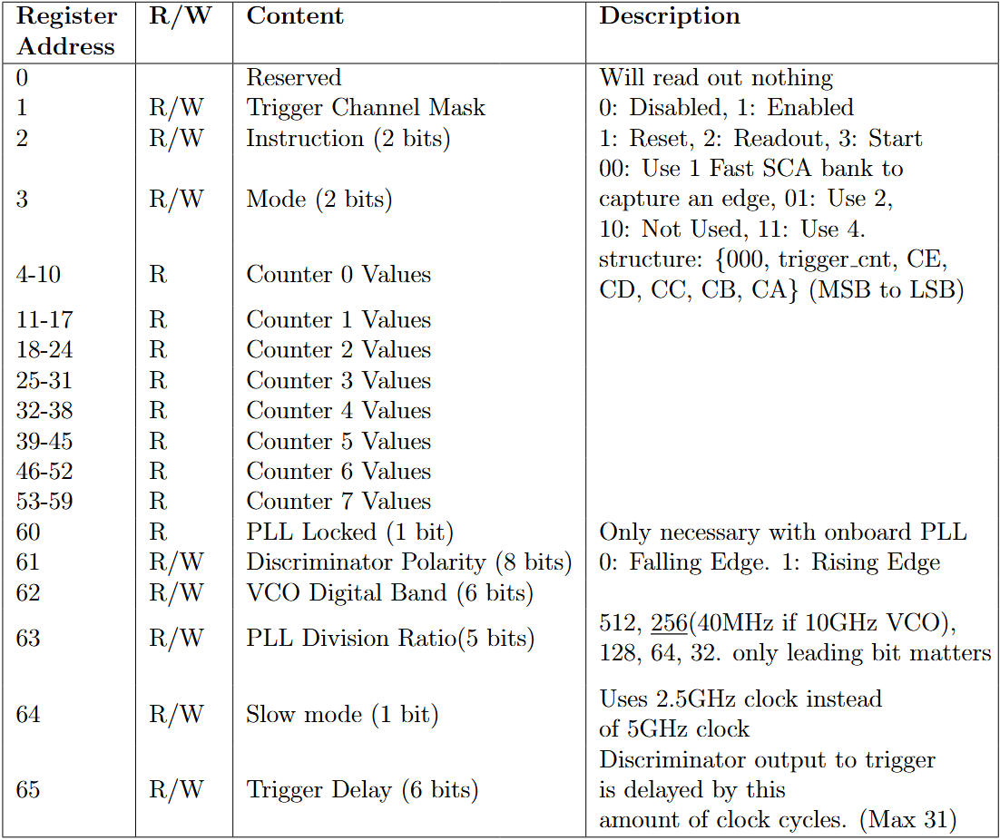 Register Address R/W Content Description
0 Reserved Will read out nothing
1 R/W Trigger Channel Mask 0: Disabled, 1: Enabled
2 R/W Instruction (2 bits) 1: Reset, 2: Readout, 3: Start
3 R/W Mode (2 bits) 00: Use 1 Fast SCA bank to
capture an edge, 01: Use 2,
10: Not Used, 11: Use 4.
4-10 R Counter 0 Values structure: {000, trigger_cnt, CE,
CD, CC, CB, CA} (MSB to LSB)
11-17 R Counter 1 Values
18-24 R Counter 2 Values
25-31 R Counter 3 Values
32-38 R Counter 4 Values
39-45 R Counter 5 Values
46-52 R Counter 6 Values
53-59 R Counter 7 Values
60 R PLL Locked (1 bit) Only necessary with onboard PLL
61 R/W Discriminator Polarity (8 bits) 0: Falling Edge. 1: Rising Edge
62 R/W VCO Digital Band (6 bits)
63 R/W PLL Division Ratio(5 bits) 512, 256(40MHz if 10GHz VCO),
128, 64, 32. only leading bit matters
64 R/W Slow mode (1 bit) Uses 2.5GHz clock instead
of 5GHz clock
65 R/W Trigger Delay (6 bits) Discriminator output to trigger
is delayed by this
amount of clock cycles. (Max 31)